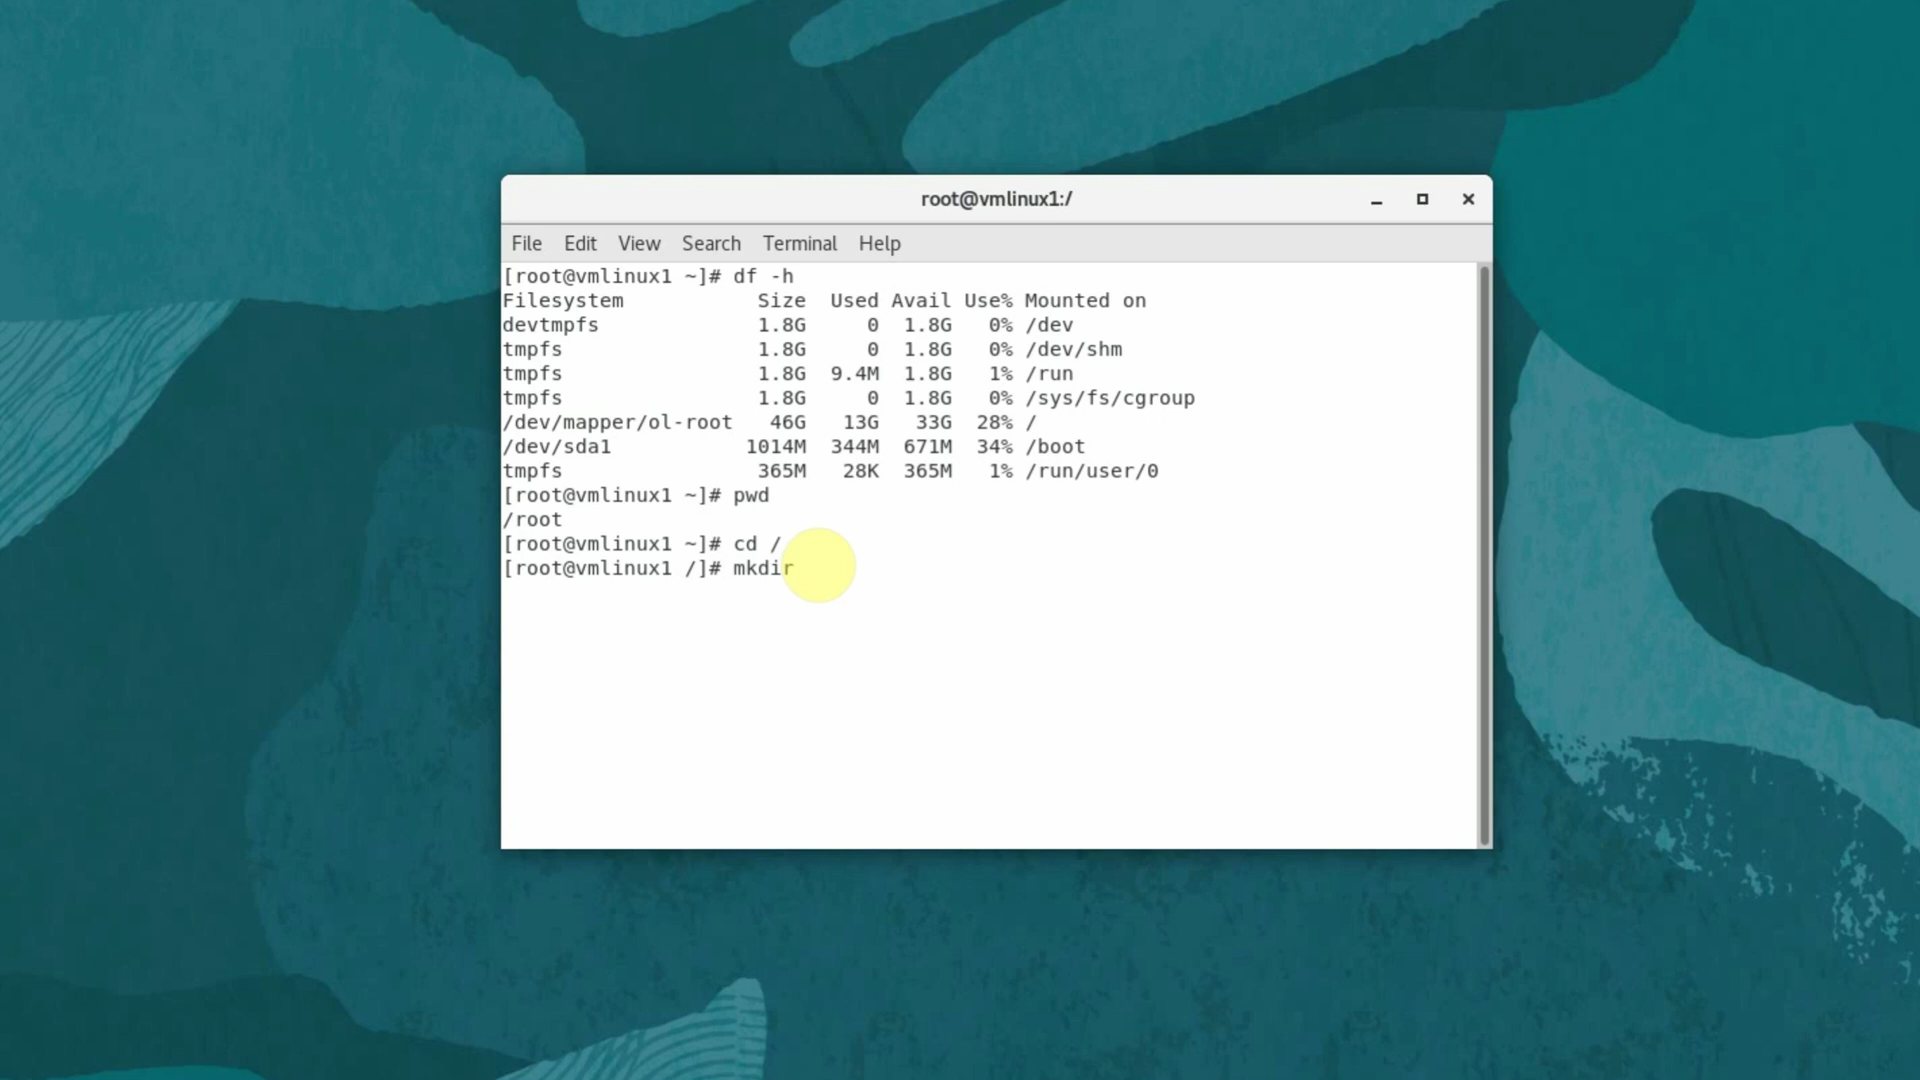 root@vmlinux1:/
File Edit View Search Terminal Help
[root@vmlinux1 ~]# df -h
Filesystem           Size  Used Avail Use% Mounted on
devtmpfs             1.8G     0  1.8G   0% /dev
tmpfs                1.8G     0  1.8G   0% /dev/shm
tmpfs                1.8G  9.4M  1.8G   1% /run
tmpfs                1.8G     0  1.8G   0% /sys/fs/cgroup
/dev/mapper/ol-root   46G   13G   33G  28% /
/dev/sda1           1014M  344M  671M  34% /boot
tmpfs                365M   28K  365M   1% /run/user/0
[root@vmlinux1 ~]# pwd
/root
[root@vmlinux1 ~]# cd /
[root@vmlinux1 /]# mkdir